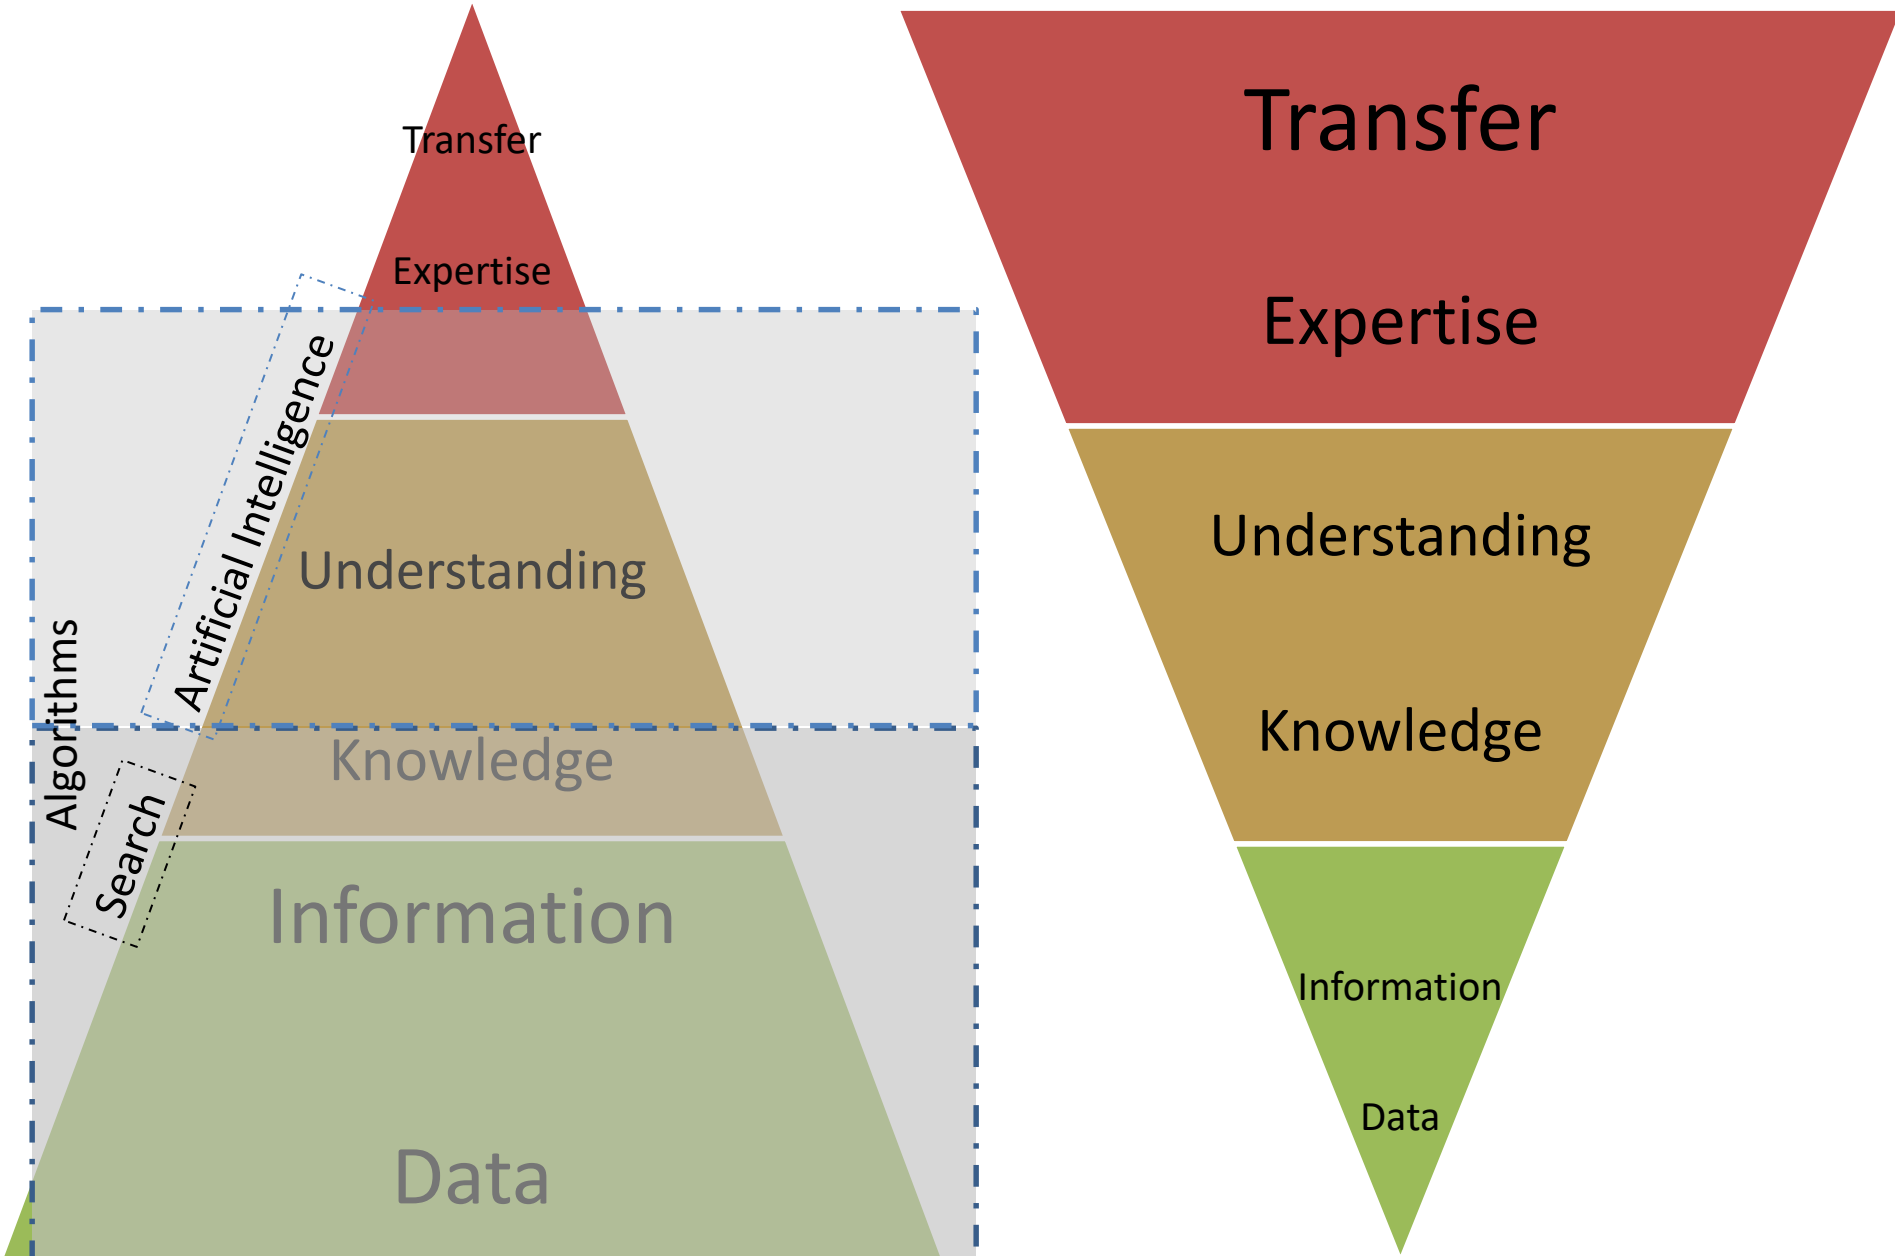 Transfer
Expertise
Artificial Intelligence
Understanding
Algorithms
Knowledge
Search
Information
Data
Transfer
Expertise
Understanding
Knowledge
Information
Data